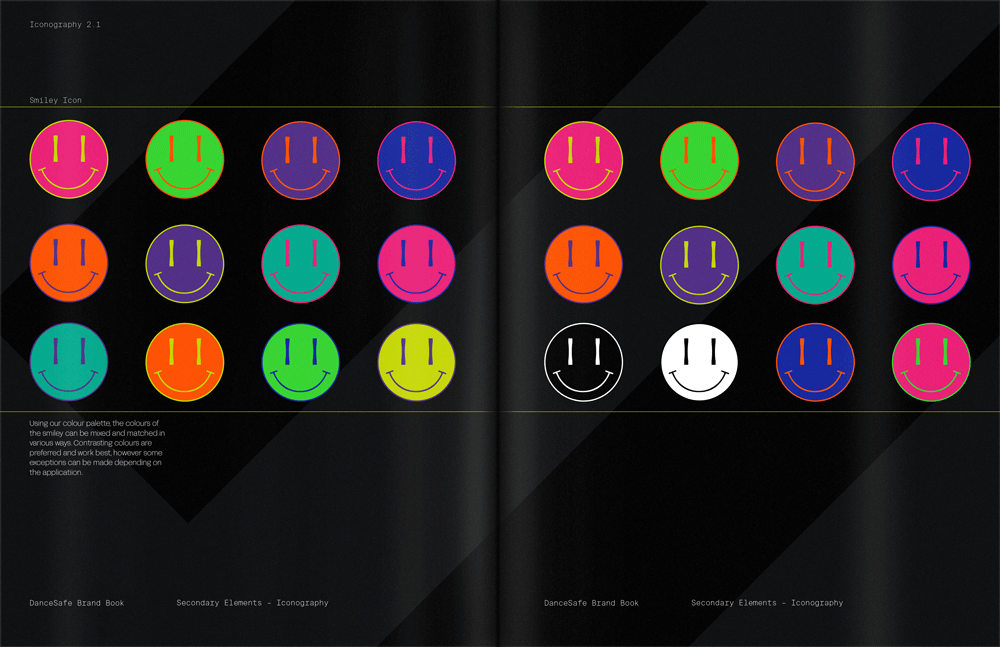 Iconography 2.1
Smiley Icon
Using our colour palette, the colours of
the smiley can be mixed and matched in
various ways. Contrasting colours are
preferred and work best, however some
exceptions can be made depending on
the application.
DanceSafe Brand Book
Secondary Elements – Iconography
DanceSafe Brand Book
Secondary Elements – Iconography